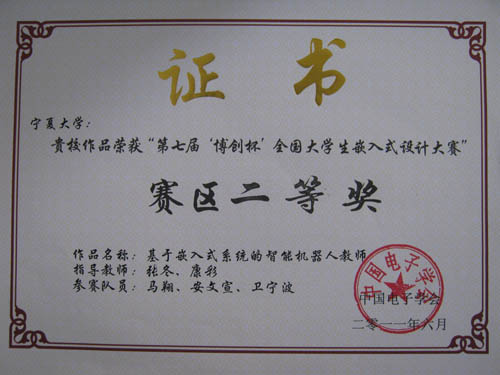 证书
宁夏大学：
贵校作品荣获“第七届‘博创杯’全国大学生嵌入式设计大赛”
赛区二等奖
作品名称：基于嵌入式系统的智能机器人教师
指导教师：张冬、康彩
参赛队员：马翔、安文宣、卫宁波
中国电子学会
中国电子学会
二零一一年六月